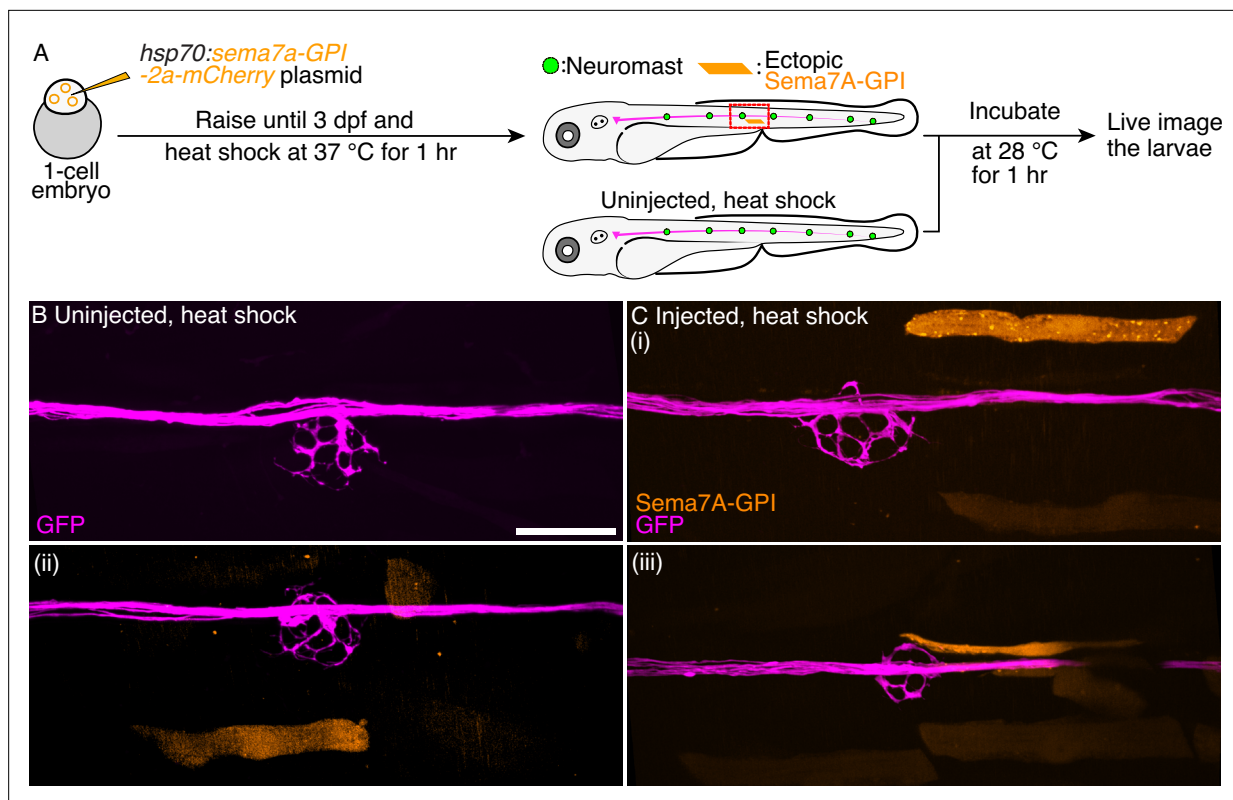 A
hsp70:sema7a-GPI
-2a-mCherry plasmid
1-cell
embryo
Raise until 3 dpf and
heat shock at 37 °C for 1 hr
:Neuromast
: Ectopic
Sema7A-GPI
Uninjected, heat shock
Incubate
at 28 °C
for 1 hr
Live image
the larvae
B Uninjected, heat shock
GFP
C Injected, heat shock
(i)
Sema7A-GPI
GFP
(ii)
(iii)